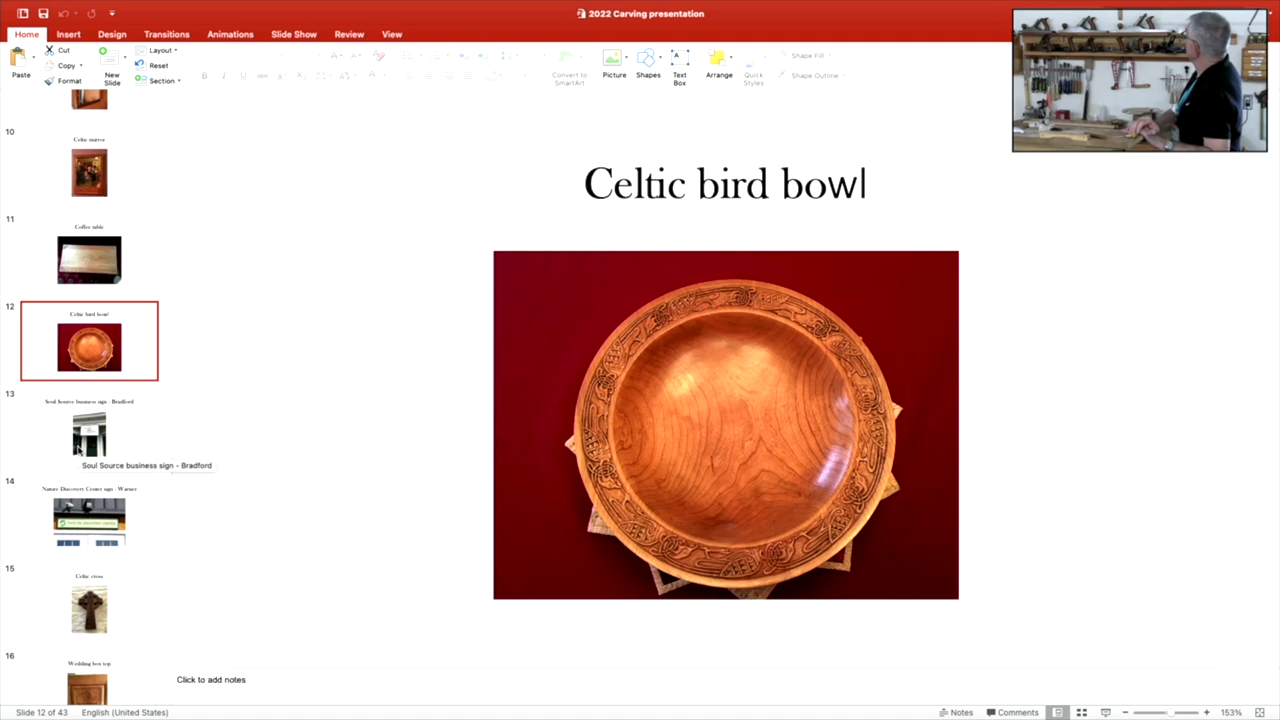 2022 Carving presentation
Home Insert Design Transitions Animations Slide Show Review View
Paste
Cut
Copy
Format
New Slide
Layout
Reset
Section
Convert to SmartArt
Picture
Shapes
Text Box
Arrange
Quick Styles
Shape Fill
Shape Outline
10
Celtic mirror
11
Coffee table
12
Celtic bird bowl
13
Soul Source business sign - Bradford
Soul Source business sign - Bradford
14
Nature Discovery Center sign - Warner
15
Celtic cross
16
Wedding box top
Celtic bird bowl
Click to add notes
Slide 12 of 43 English (United States) Notes Comments 153%